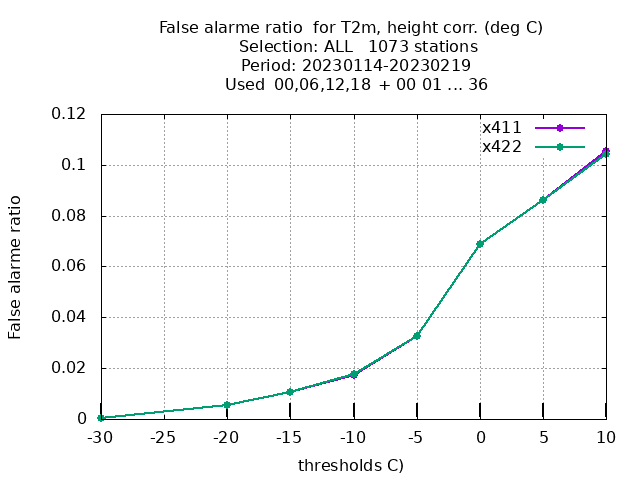 False alarme ratio  for T2m, height corr. (deg C)
Selection: ALL   1073 stations
Period: 20230114-20230219
Used  00,06,12,18  + 00 01 ... 36
0.12
0.1
0.08
0.06
0.04
0.02
0
False alarme ratio
x411
x422
-30 -25 -20 -15 -10 -5 0 5 10
thresholds C)